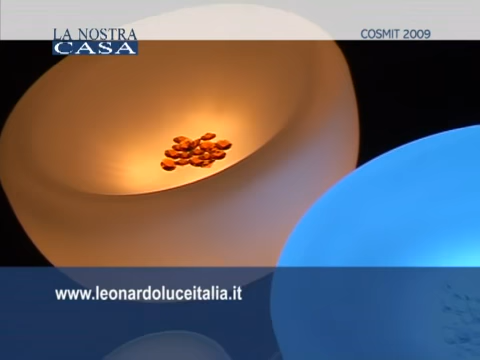 LA NOSTRA
CASA
COSMIT 2009
www.leonardoluceitalia.it